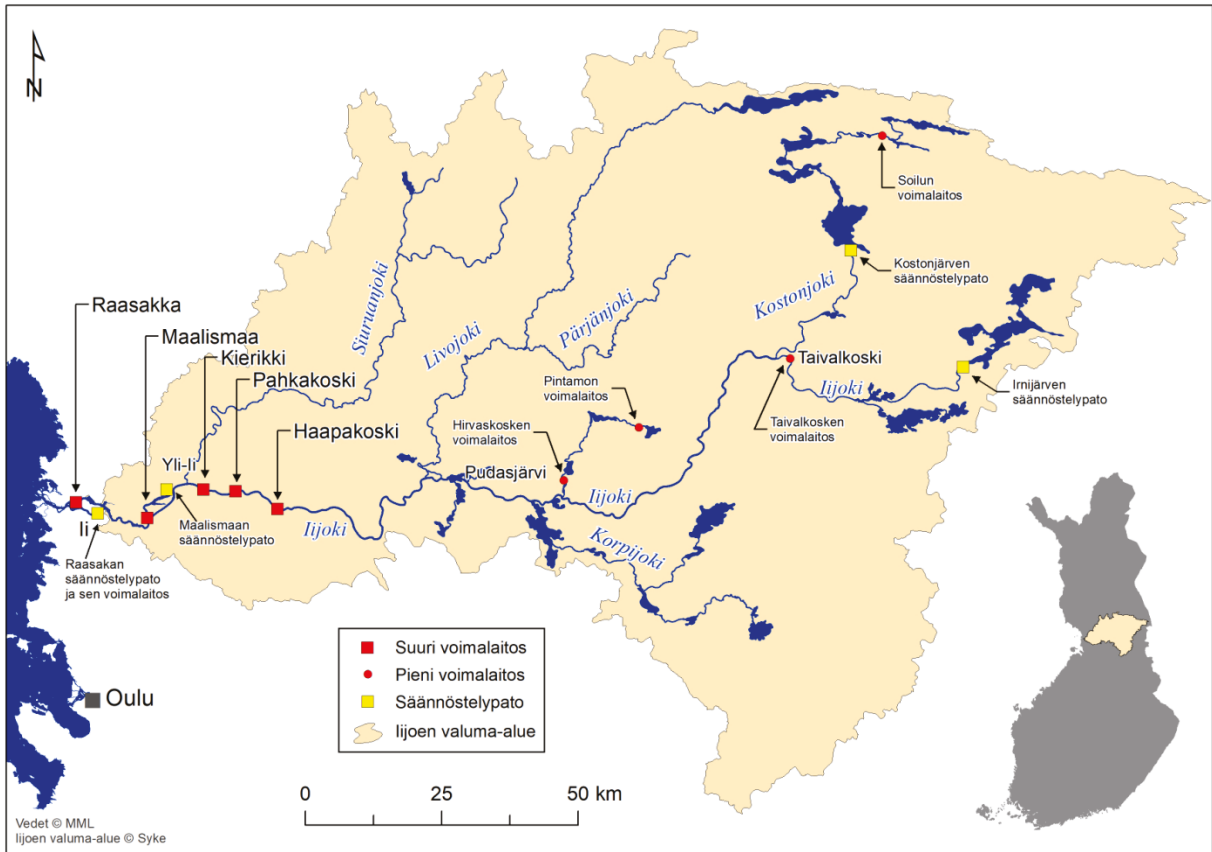 N
Soilun
voimalaitos
Kostonjärven
säännöstelypato
Siuruanjoki
Livojoki
Pärjänjoki
Kostonjoki
Raasakka
Maalismaa
Kierikki
Pahkakoski
Haapakoski
Taivalkoski
Pintamon
voimalaitos
Iijoki
Irnijärven
säännöstelypato
Hirvaskosken
voimalaitos
Taivalkosken
voimalaitos
Yli-Ii
Pudasjärvi
Iijoki
Ii
Maalismaan
säännöstelypato
Iijoki
Korpijoki
Raasakan
säännöstelypato
ja sen voimalaitos
Oulu
Suuri voimalaitos
Pieni voimalaitos
Säännöstelypato
Iijoen valuma-alue
0 25 50 km
Vedet © MML
Iijoen valuma-alue © Syke